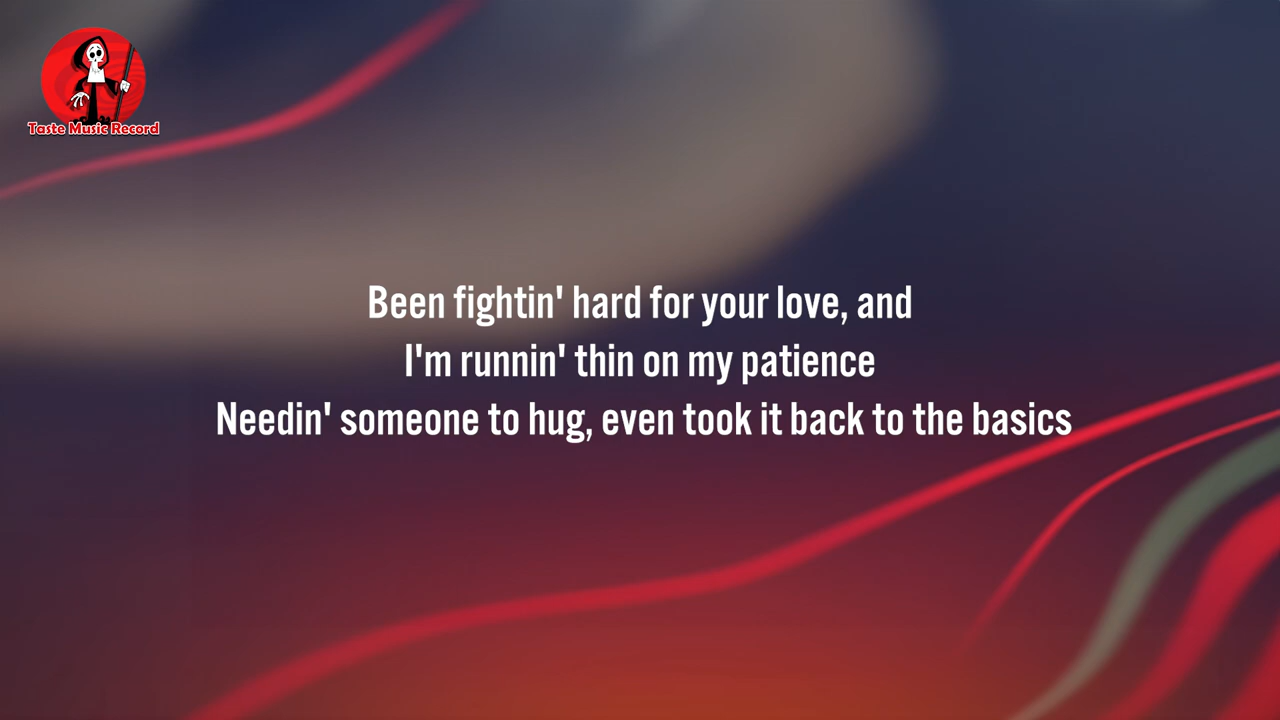 Taste Music Record
Been fightin' hard for your love, and
I'm runnin' thin on my patience
Needin' someone to hug, even took it back to the basics